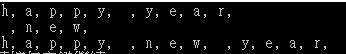 h, a, p, p, y, , y, e, a, r,
 , n, e, w,
h, a, p, p, y, , n, e, w, , y, e, a, r,